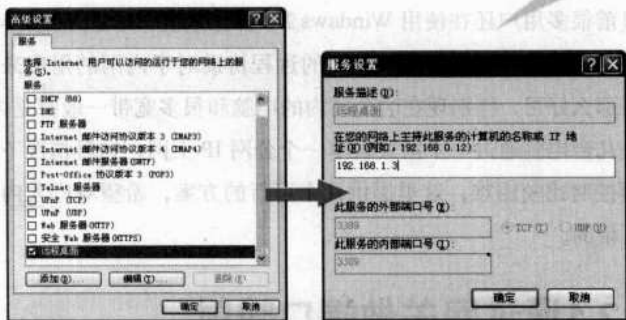 前很多用户还在使用 Windows
高级设置
服务
选择 Internet 用户可以访问的运行于您的网络上的服
务(S)。
服务
DHCP (68)
DNS
FTP 服务器
Internet 邮件访问协议版本 3 (IMAP3)
Internet 邮件访问协议版本 4 (IMAP4)
Internet 邮件服务器(SMTP)
Post-Office 协议版本 3 (POP3)
Telnet 服务器
UPnP (TCP)
UPnP (UDP)
Web 服务器(HTTP)
安全 Web 服务器(HTTPS)
远程桌面
添加(D)...
编辑(T)...
删除(E)
确定
取消
服务设置
服务描述(D):
远程桌面
在您的网络上主持此服务的计算机的名称或 IP 地
址(N)(例如, 192.168.0.12):
192.168.1.3
此服务的外部端口号(E):
3389
TCP(T)
UDP(U)
此服务的内部端口号(I):
3389
确定
取消